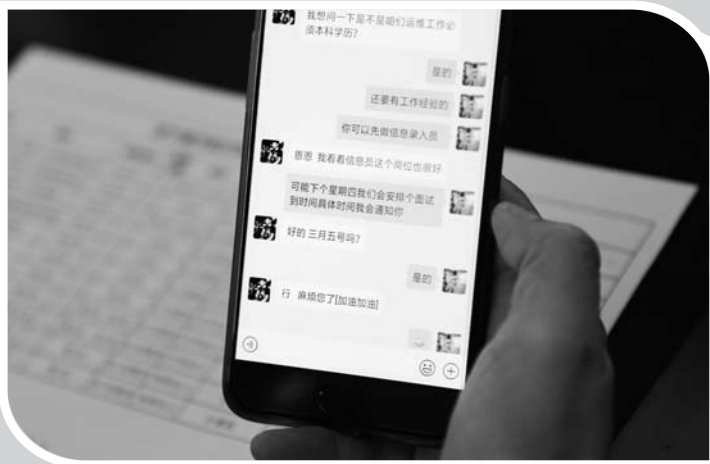 我想问一下是不是咱们运维工作必
须本科学历?
是的
还要有工作经验的
你可以先做信息录入员
恩恩 我看看信息员这个岗位也很好
可能下个星期四我们会安排个面试
到时间具体时间我会通知你
好的 三月五号吗?
是的
行 麻烦您了[加油加油]